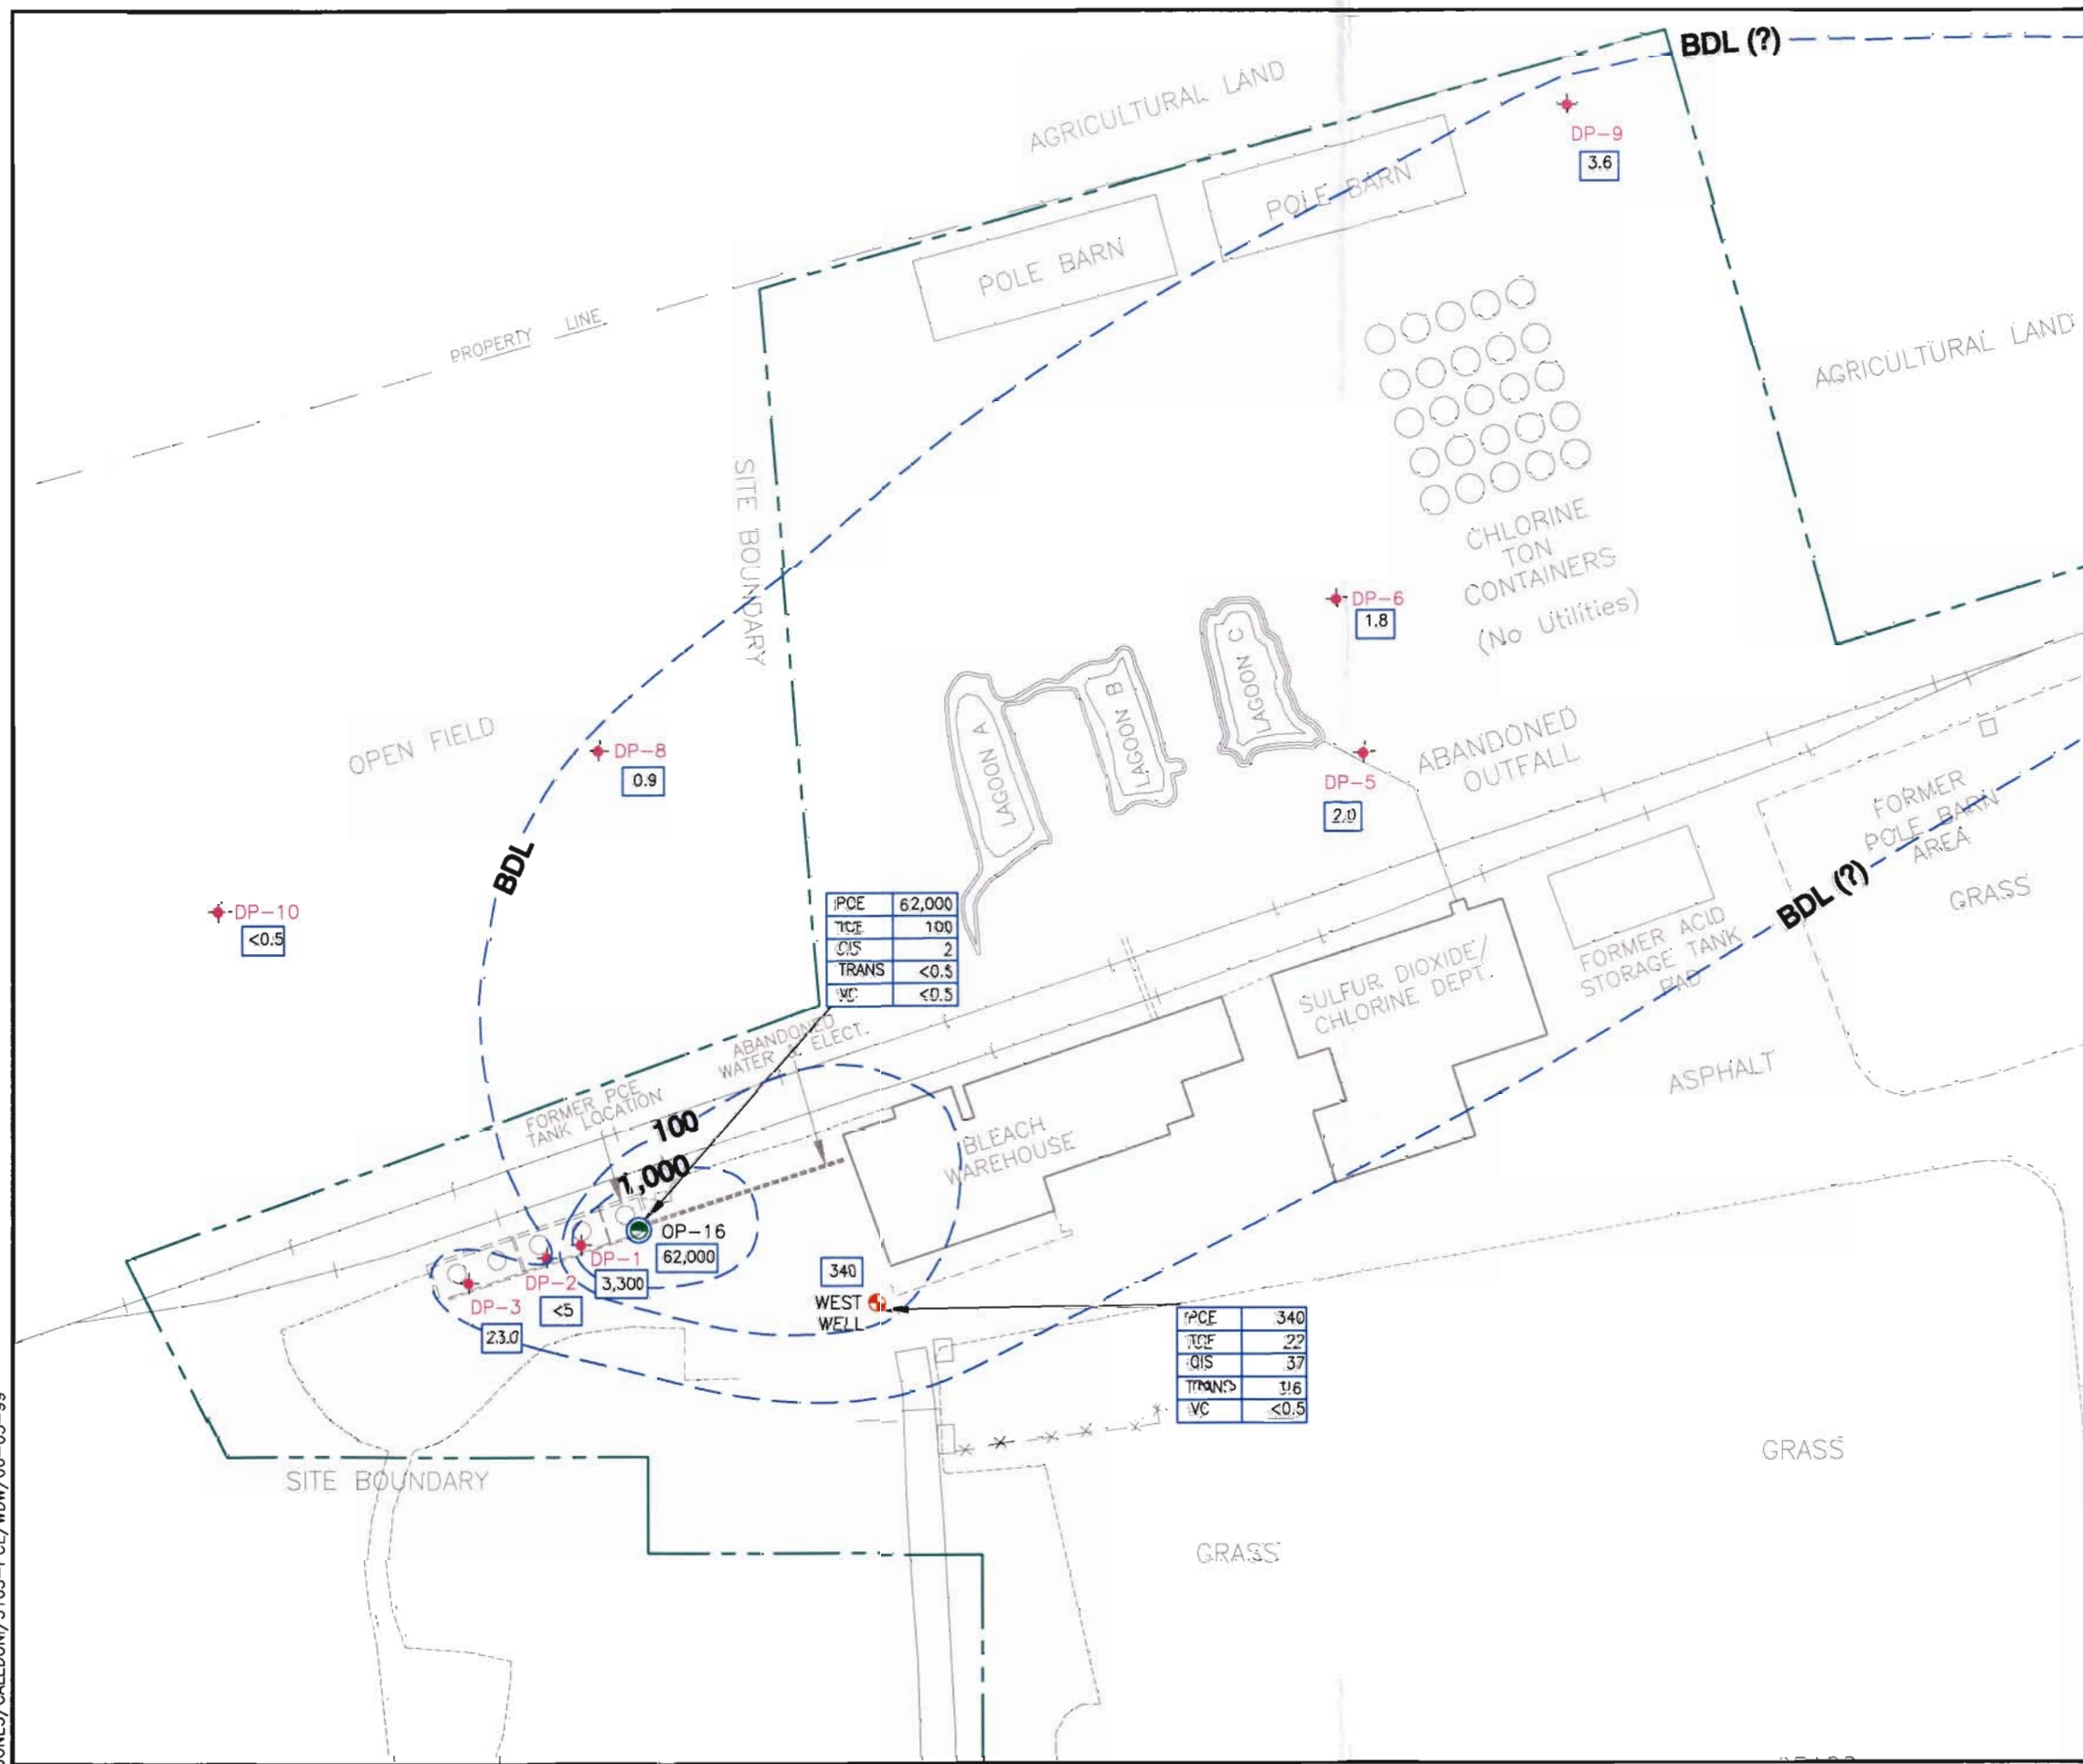 BDL (?)
AGRICULTURAL LAND
DP-9
3.6
POLE BARN
POLE BARN
PROPERTY LINE
AGRICULTURAL LAND
SITE BOUNDARY
CHLORINE
TON
CONTAINERS
(No Utilities)
DP-6
1.8
LAGOON C
LAGOON B
LAGOON A
OPEN FIELD
DP-8
0.9
ABANDONED
OUTFALL
DP-5
2.0
FORMER
POLE BARN
AREA
GRASS
BDL
BDL (?)
DP-10
<0.5
PCE 62,000
TCE 100
CIS 2
TRANS <0.5
VC <0.5
FORMER ACID
STORAGE TANK
PAD
SULFUR DIOXIDE/
CHLORINE DEPT.
ABANDONED
WATER & ELECT.
ASPHALT
FORMER PCE
TANK LOCATION
100
1,000
BLEACH
WAREHOUSE
OP-16
62,000
DP-1
3,300
DP-2
<5
DP-3
23.0
340
WEST
WELL
PCE 340
TCE 22
CIS 37
TRANS 1.6
VC <0.5
GRASS
SITE BOUNDARY
GRASS